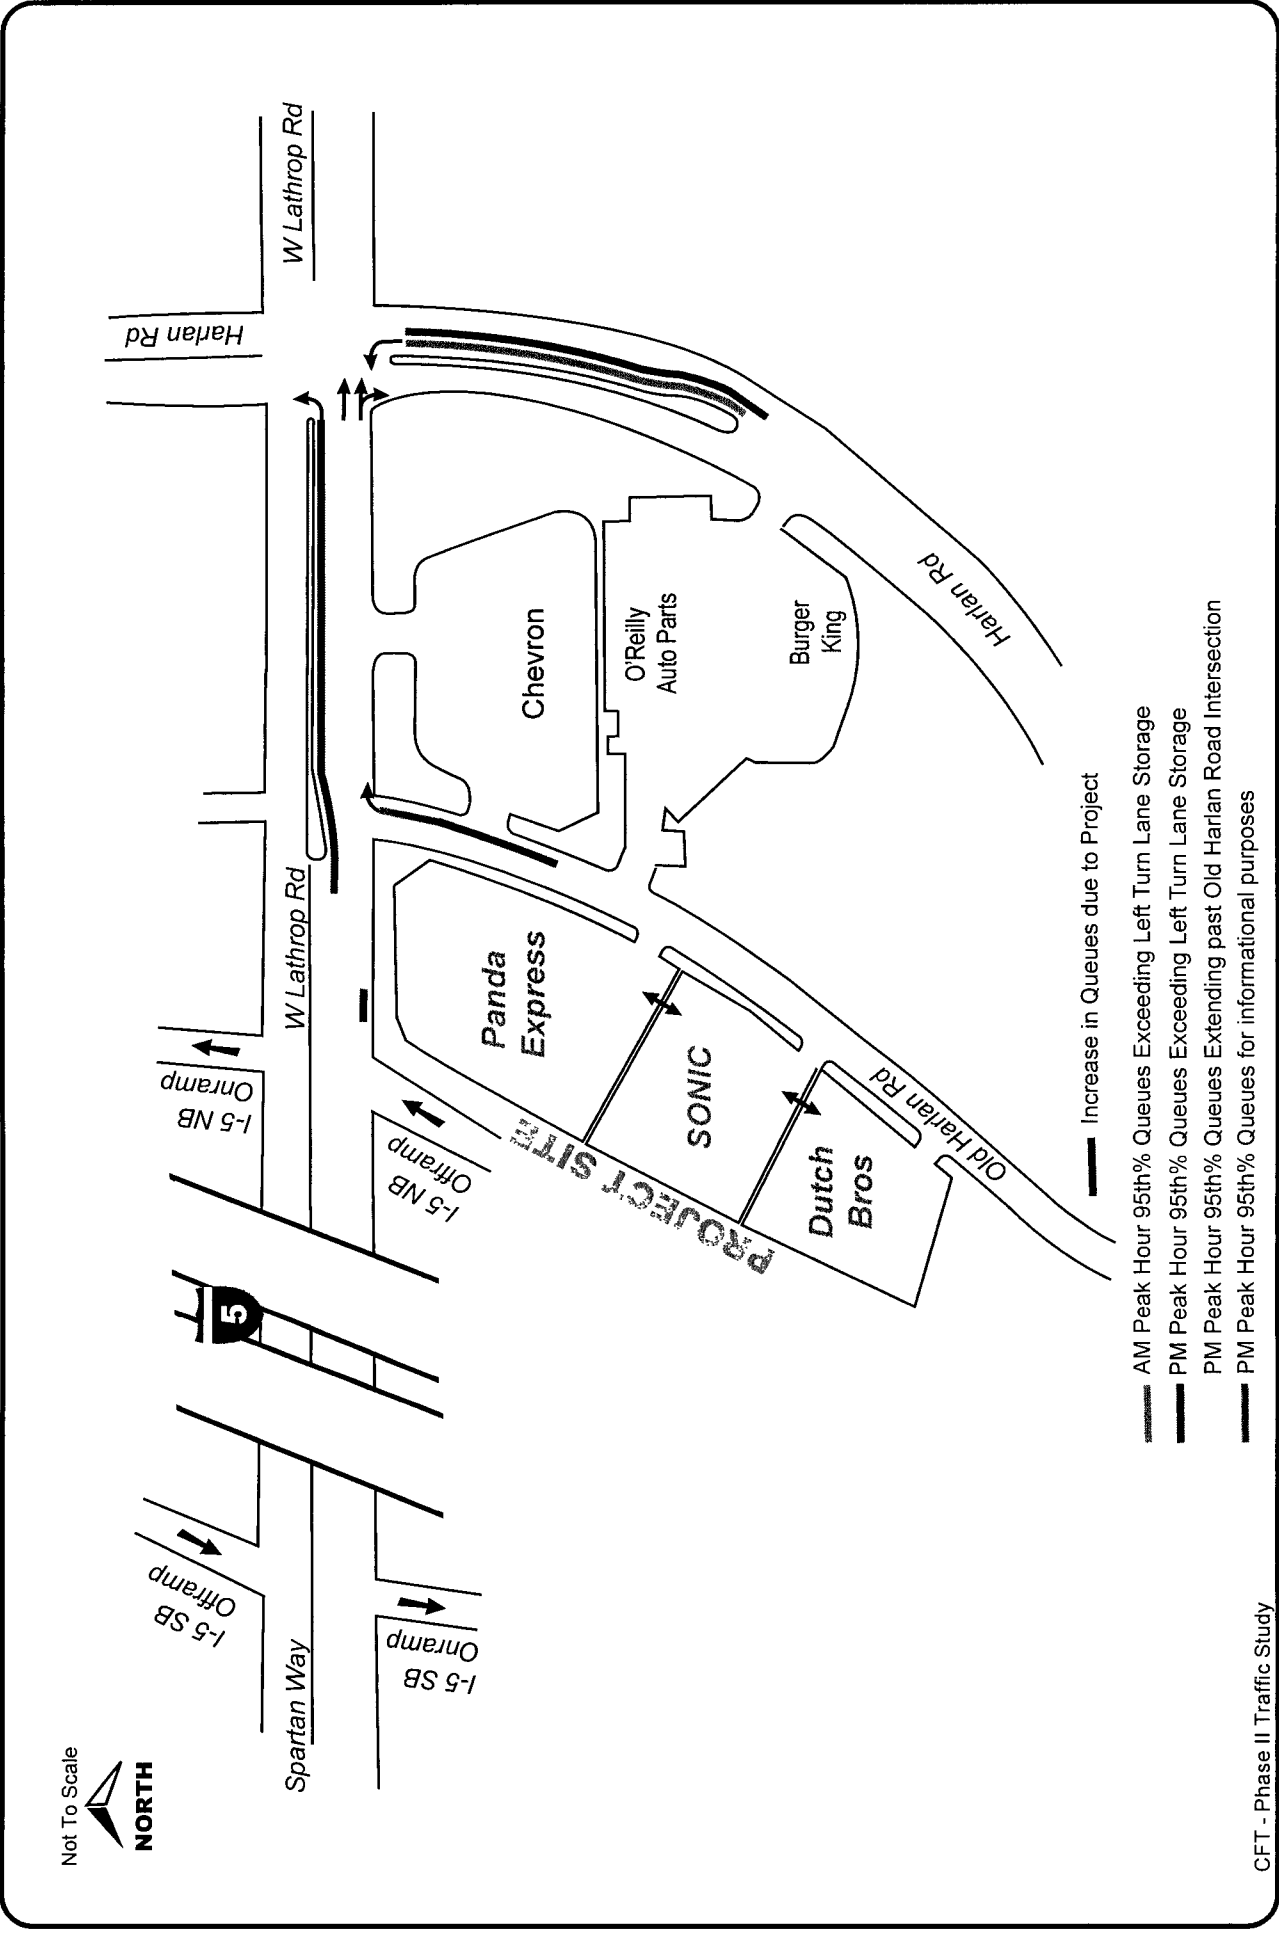 Not To Scale
NORTH
Spartan Way
I-5 SB
Offramp
I-5 SB
Onramp
5
I-5 NB
Onramp
I-5 NB
Offramp
W Lathrop Rd
W Lathrop Rd
Harlan Rd
PROJECT SITE
Panda
Express
SONIC
Dutch
Bros
Chevron
O'Reilly
Auto Parts
Burger
King
Harlan Rd
Old Harlan Rd
Increase in Queues due to Project
AM Peak Hour 95th% Queues Exceeding Left Turn Lane Storage
PM Peak Hour 95th% Queues Exceeding Left Turn Lane Storage
PM Peak Hour 95th% Queues Extending past Old Harlan Road Intersection
PM Peak Hour 95th% Queues for informational purposes
CFT - Phase II Traffic Study